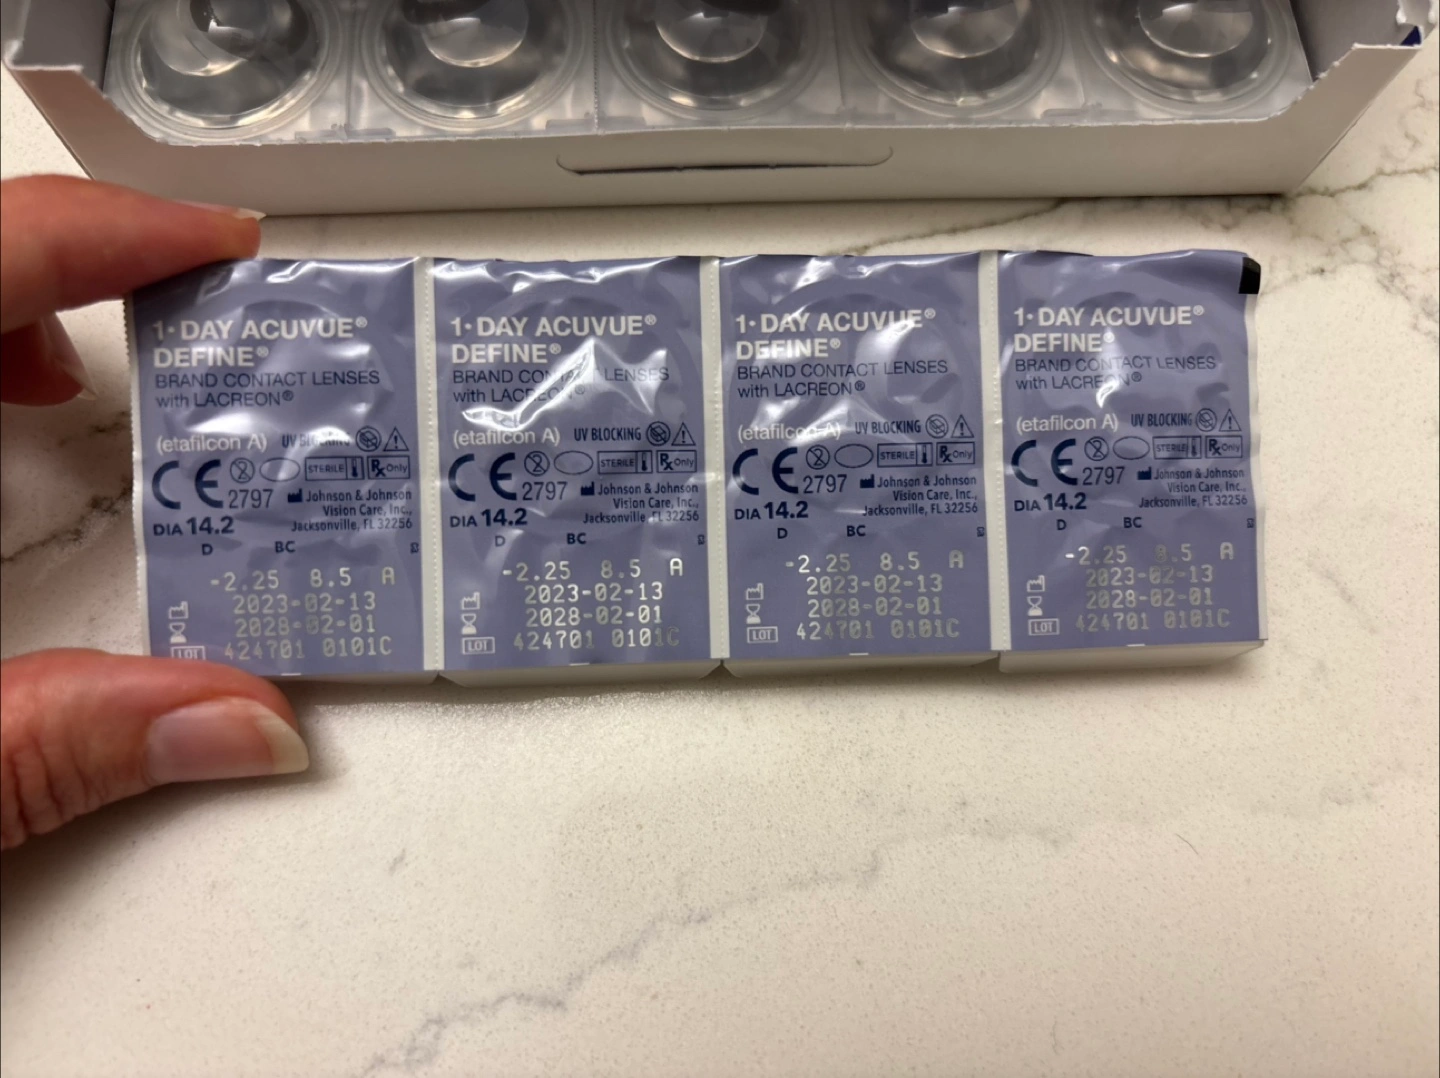 1•DAY ACUVUE®
DEFINE®
BRAND CONTACT LENSES
with LACREON®
(etafilcon A) UV BLOCKING
CE 2797 STERILE Rx Only
Johnson & Johnson
Vision Care, Inc.,
Jacksonville, FL 32256
DIA 14.2
D BC
-2.25 8.5 A
2023-02-13
2028-02-01
LOT 424701 0101C
1•DAY ACUVUE®
DEFINE®
BRAND CONTACT LENSES
with LACREON®
(etafilcon A) UV BLOCKING
CE 2797 STERILE Rx Only
Johnson & Johnson
Vision Care, Inc.,
Jacksonville, FL 32256
DIA 14.2
D BC
-2.25 8.5 A
2023-02-13
2028-02-01
LOT 424701 0101C
1•DAY ACUVUE®
DEFINE®
BRAND CONTACT LENSES
with LACREON®
(etafilcon A) UV BLOCKING
CE 2797 STERILE Rx Only
Johnson & Johnson
Vision Care, Inc.,
Jacksonville, FL 32256
DIA 14.2
D BC
-2.25 8.5 A
2023-02-13
2028-02-01
LOT 424701 0101C
1•DAY ACUVUE®
DEFINE®
BRAND CONTACT LENSES
with LACREON®
(etafilcon A) UV BLOCKING
CE 2797 STERILE Rx Only
Johnson & Johnson
Vision Care, Inc.,
Jacksonville, FL 32256
DIA 14.2
D BC
-2.25 8.5 A
2023-02-13
2028-02-01
LOT 424701 0101C